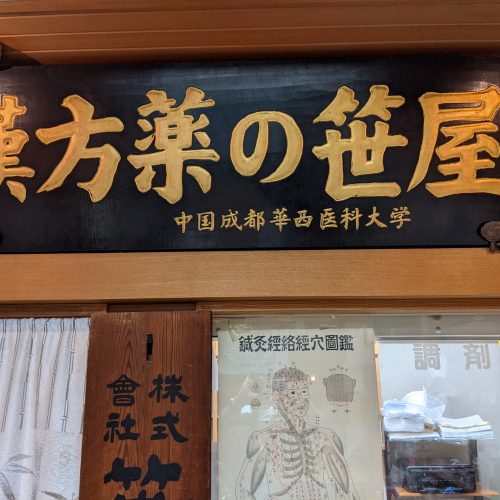 漢方薬の笹屋
中国成都華西医科大学
鍼灸經絡經穴圖鑑
調剤
株式
會社